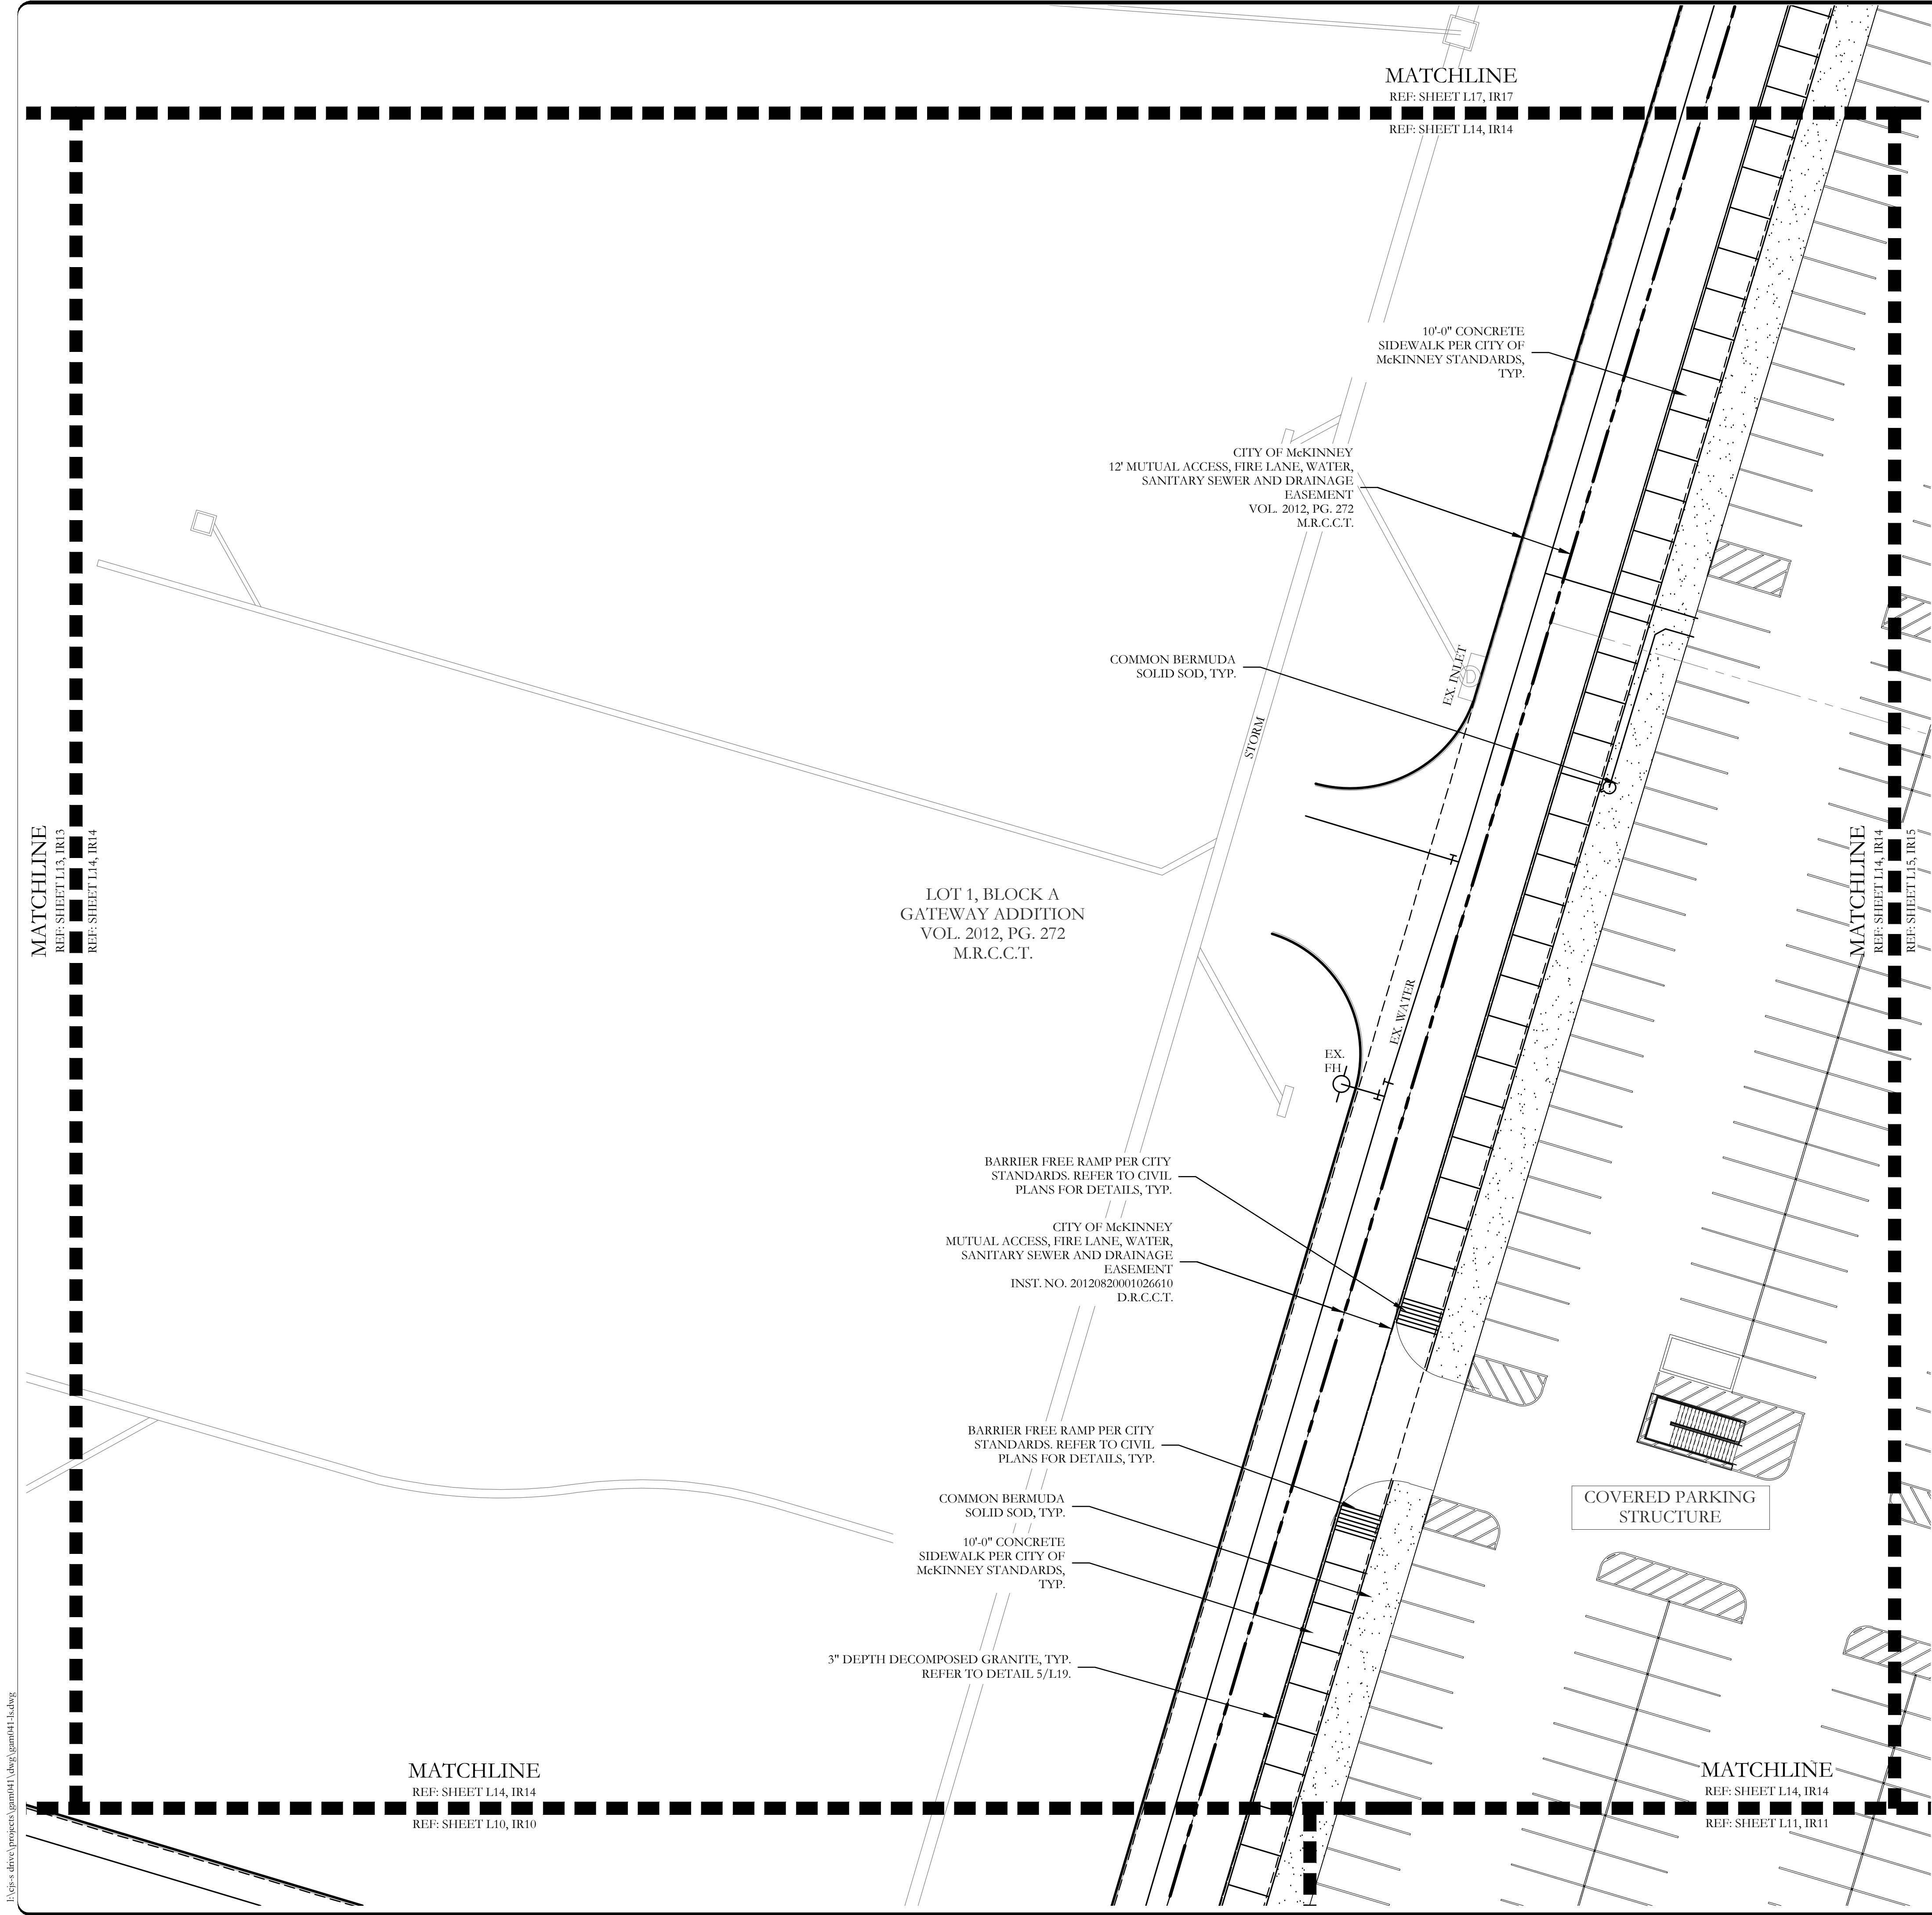 MATCHLINE
REF: SHEET L17, IR17
REF: SHEET L14, IR14
10'-0" CONCRETE
SIDEWALK PER CITY OF
McKINNEY STANDARDS,
TYP.
CITY OF McKINNEY
12' MUTUAL ACCESS, FIRE LANE, WATER,
SANITARY SEWER AND DRAINAGE
EASEMENT
VOL. 2012, PG. 272
M.R.C.C.T.
COMMON BERMUDA
SOLID SOD, TYP.
EX. INLET
D
STORM
MATCHLINE
REF: SHEET L13, IR13
REF: SHEET L14, IR14
LOT 1, BLOCK A
GATEWAY ADDITION
VOL. 2012, PG. 272
M.R.C.C.T.
MATCHLINE
REF: SHEET L14, IR14
REF: SHEET L15, IR15
EX. WATER
EX.
FH
BARRIER FREE RAMP PER CITY
STANDARDS. REFER TO CIVIL
PLANS FOR DETAILS, TYP.
CITY OF McKINNEY
MUTUAL ACCESS, FIRE LANE, WATER,
SANITARY SEWER AND DRAINAGE
EASEMENT
INST. NO. 20120820001026610
D.R.C.C.T.
BARRIER FREE RAMP PER CITY
STANDARDS. REFER TO CIVIL
PLANS FOR DETAILS, TYP.
COMMON BERMUDA
SOLID SOD, TYP.
COVERED PARKING
STRUCTURE
10'-0" CONCRETE
SIDEWALK PER CITY OF
McKINNEY STANDARDS,
TYP.
3" DEPTH DECOMPOSED GRANITE, TYP.
REFER TO DETAIL 5/L19.
MATCHLINE
REF: SHEET L14, IR14
REF: SHEET L10, IR10
MATCHLINE
REF: SHEET L14, IR14
REF: SHEET L11, IR11
l:\cjs-s drive\projects\gam041\dwg\gam041-ls.dwg